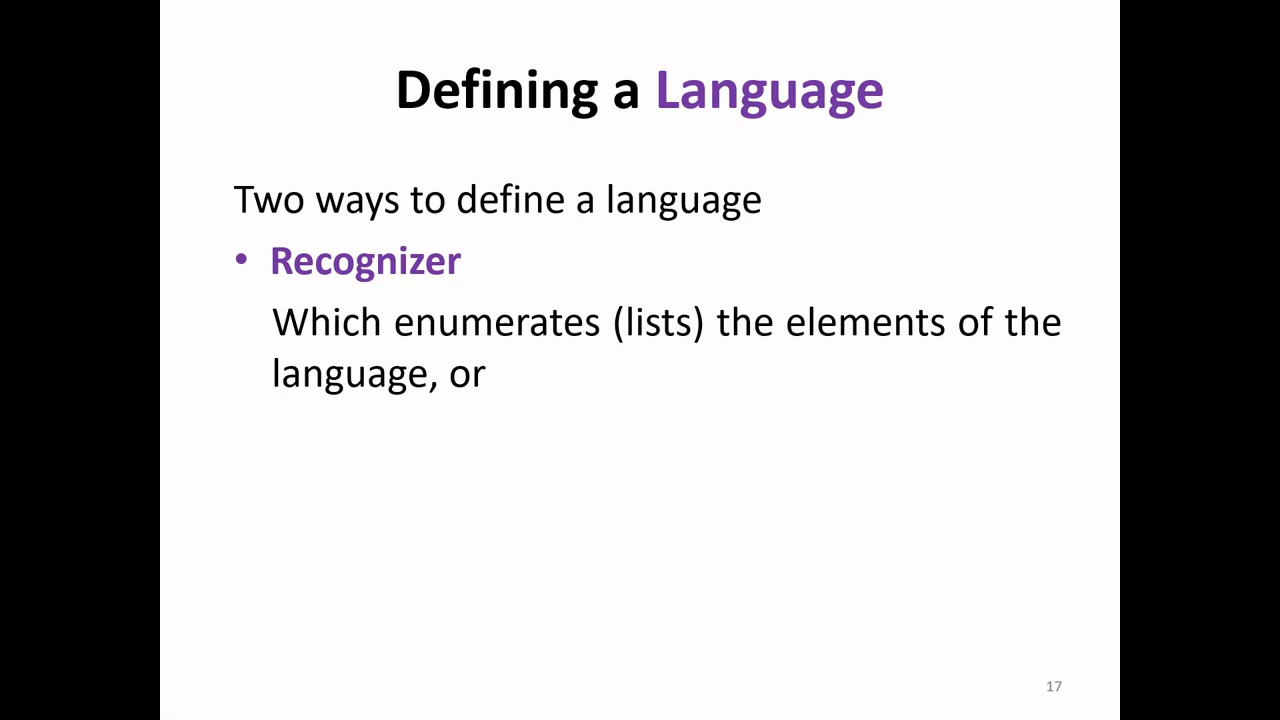 Defining a Language
Two ways to define a language
• Recognizer
Which enumerates (lists) the elements of the
language, or
17